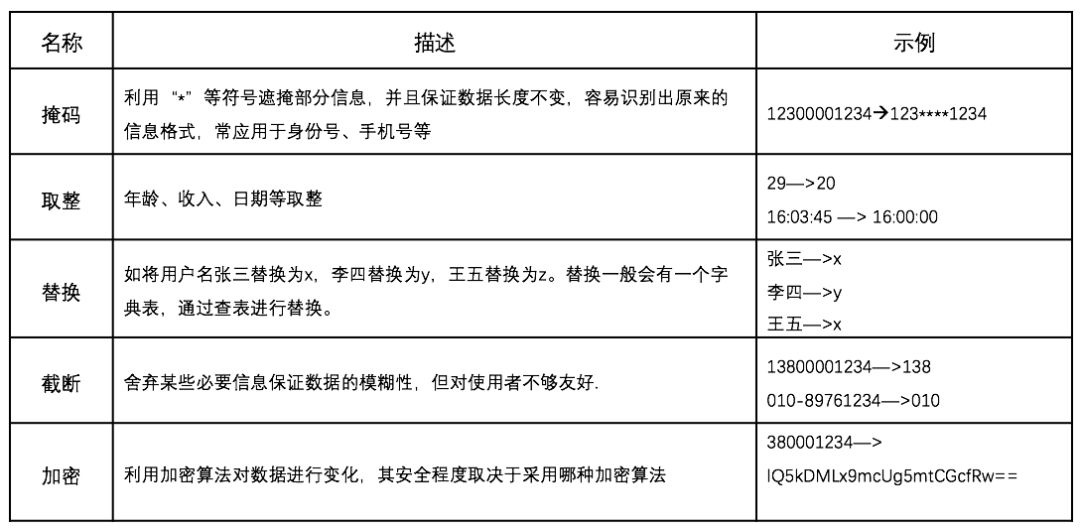 名称 描述 示例
掩码
利用“*”等符号遮掩部分信息，并且保证数据长度不变，容易识别出原来的
信息格式，常应用于身份号、手机号等
12300001234→123****1234
取整
年龄、收入、日期等取整
29—>20
16:03:45 —> 16:00:00
替换
如将用户名张三替换为x，李四替换为y，王五替换为z。替换一般会有一个字
典表，通过查表进行替换。
张三—>x
李四—>y
王五—>x
截断
舍弃某些必要信息保证数据的模糊性，但对使用者不够友好.
13800001234—>138
010-89761234—>010
加密
利用加密算法对数据进行变化，其安全程度取决于采用哪种加密算法
380001234—>
IQ5kDMLx9mcUg5mtCGcfRw==